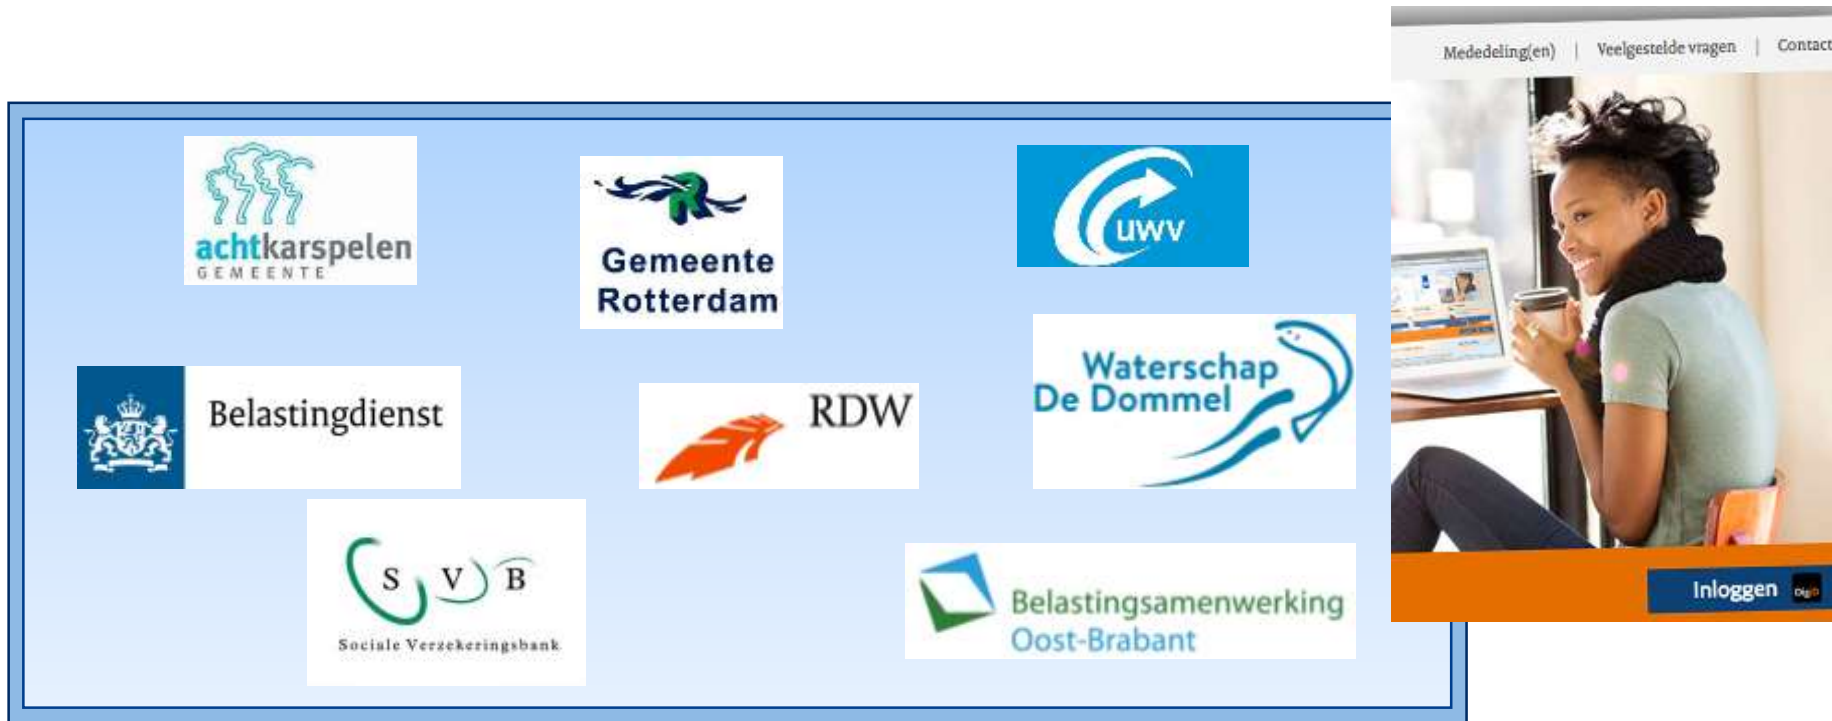 Mededeling(en) | Veelgestelde vragen | Contact
achtkarspelen
GEMEENTE
Gemeente
Rotterdam
uwv
Belastingdienst
RDW
Waterschap
De Dommel
S V B
Sociale Verzekeringsbank
Belastingsamenwerking
Oost-Brabant
Inloggen DigiD